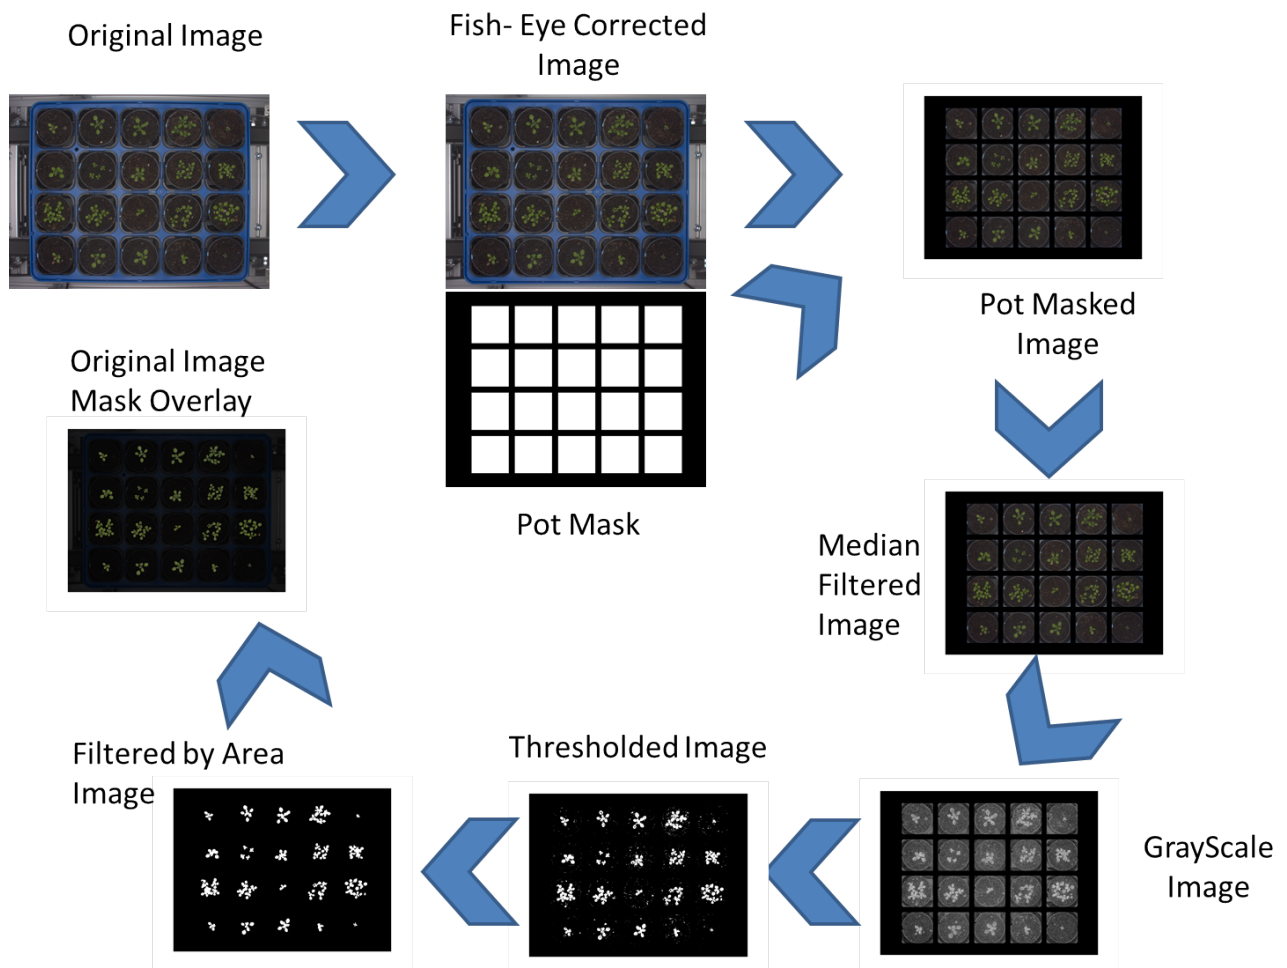 Original Image
Fish- Eye Corrected
Image
Pot Masked
Image
Original Image
Mask Overlay
Pot Mask
Median
Filtered
Image
Filtered by Area
Image
Thresholded Image
GrayScale
Image